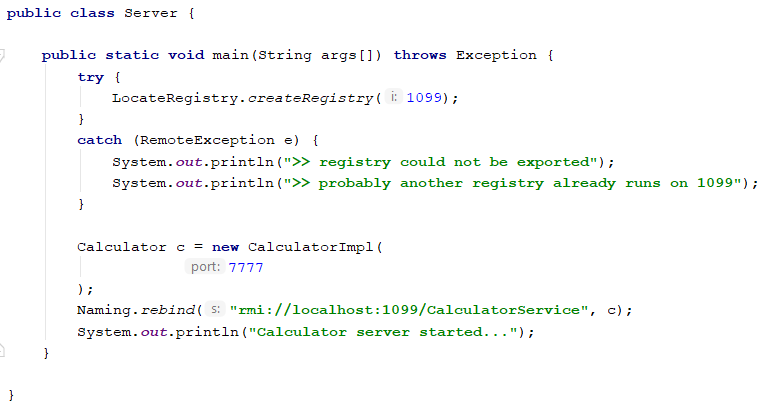 public class Server {
public static void main(String args[]) throws Exception {
try {
LocateRegistry.createRegistry( i: 1099);
}
catch (RemoteException e) {
System.out.println(">> registry could not be exported");
System.out.println(">> probably another registry already runs on 1099");
}
Calculator c = new CalculatorImpl(
port: 7777
);
Naming.rebind( s: "rmi://localhost:1099/CalculatorService", c);
System.out.println("Calculator server started...");
}
}